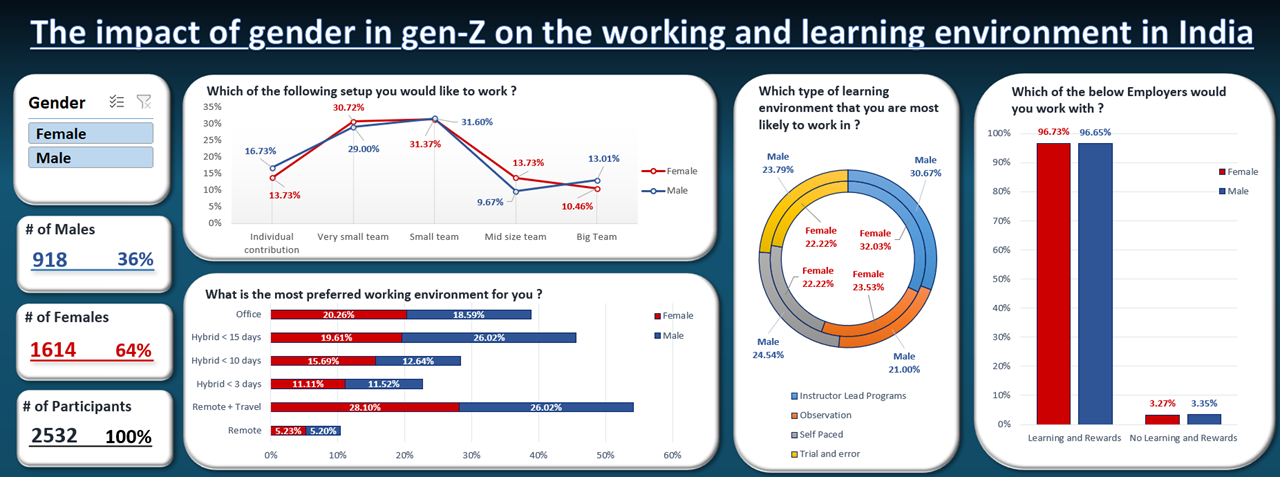 The impact of gender in gen-Z on the working and learning environment in India
Gender
Female
Male
# of Males
918 36%
# of Females
1614 64%
# of Participants
2532 100%
Which of the following setup you would like to work ?
35%
30%
25%
20%
15%
10%
5%
0%
16.73%
13.73%
30.72%
29.00%
31.60%
31.37%
13.73%
9.67%
13.01%
10.46%
Individual
contribution
Very small team
Small team
Mid size team
Big Team
Female
Male
What is the most preferred working environment for you ?
Office 20.26% 18.59%
Hybrid < 15 days 19.61% 26.02%
Hybrid < 10 days 15.69% 12.64%
Hybrid < 3 days 11.11% 11.52%
Remote + Travel 28.10% 26.02%
Remote 5.23% 5.20%
0% 10% 20% 30% 40% 50% 60%
Female
Male
Which type of learning
environment that you are most
likely to work in ?
Male
23.79%
Male
30.67%
Female
22.22%
Female
32.03%
Female
22.22%
Female
23.53%
Male
24.54%
Male
21.00%
Instructor Lead Programs
Observation
Self Paced
Trial and error
Which of the below Employers would
you work with ?
100%
90%
80%
70%
60%
50%
40%
30%
20%
10%
0%
96.73% 96.65%
3.27% 3.35%
Learning and Rewards No Learning and Rewards
Female
Male